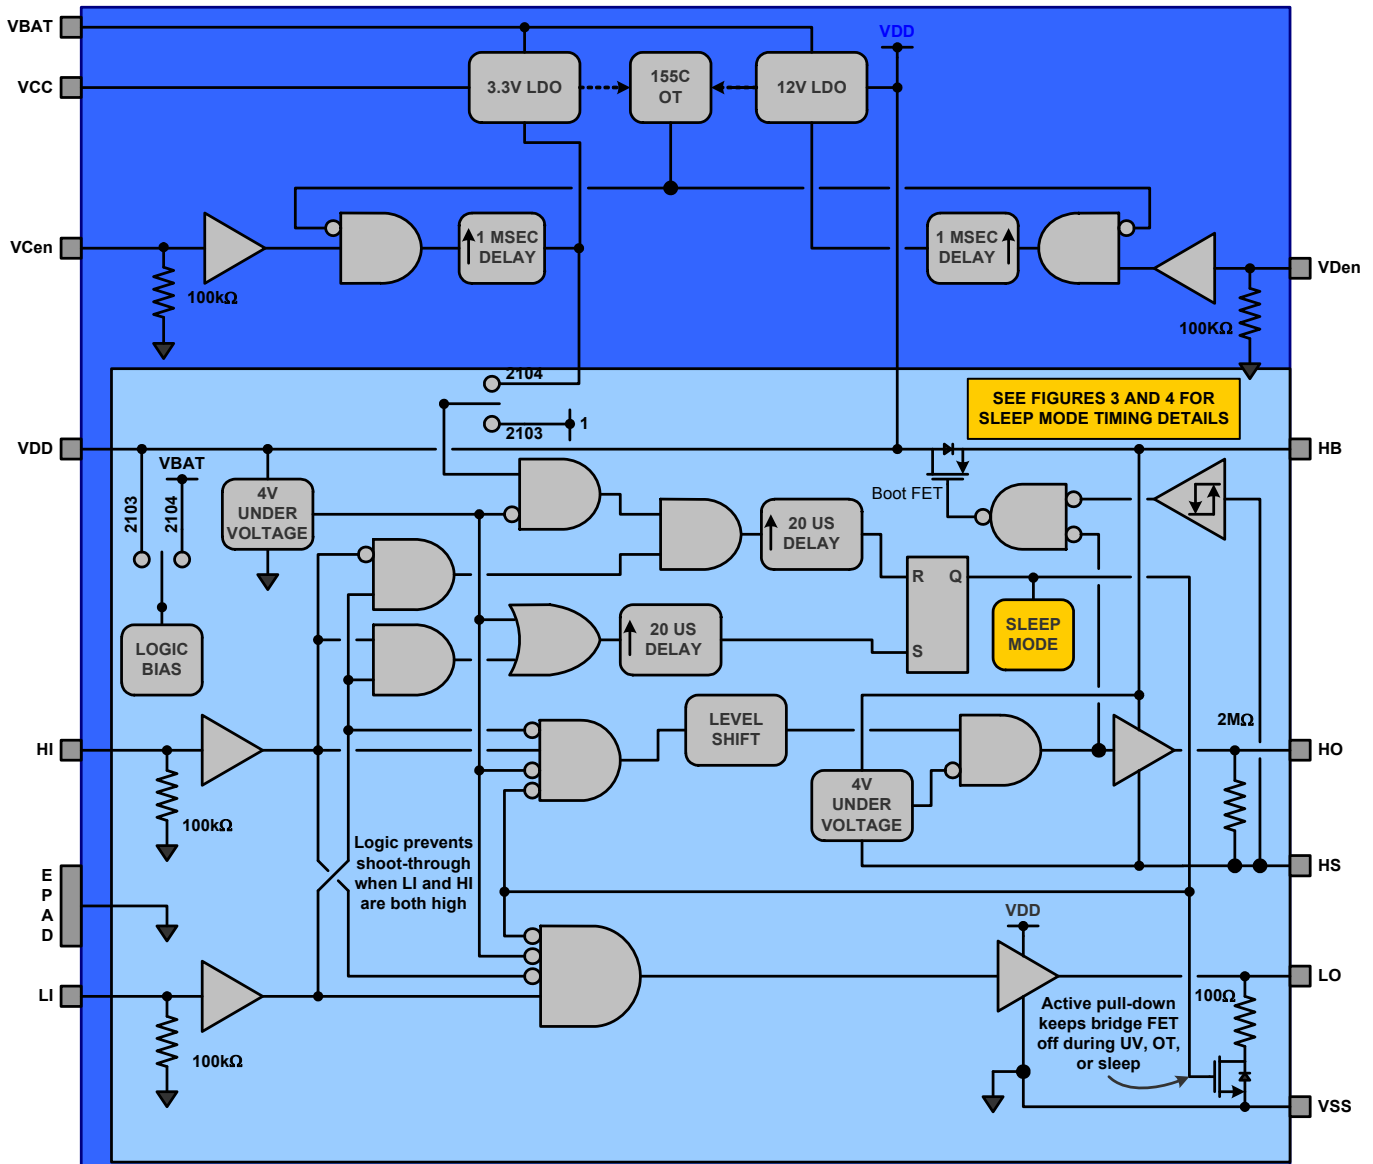 VBAT
VDD
VCC
3.3V LDO
155C
OT
12V LDO
VCen
1 MSEC
DELAY
1 MSEC
DELAY
VDen
100kΩ
100KΩ
2104
2103
1
SEE FIGURES 3 AND 4 FOR
SLEEP MODE TIMING DETAILS
VDD
HB
VBAT
2103
2104
4V
UNDER
VOLTAGE
Boot FET
20 US
DELAY
R
Q
S
LOGIC
BIAS
20 US
DELAY
SLEEP
MODE
LEVEL
SHIFT
2MΩ
HI
HO
4V
UNDER
VOLTAGE
100kΩ
Logic prevents
shoot-through
when LI and HI
are both high
HS
E
P
A
D
VDD
LI
LO
100Ω
Active pull-down
keeps bridge FET
off during UV, OT,
or sleep
100kΩ
VSS